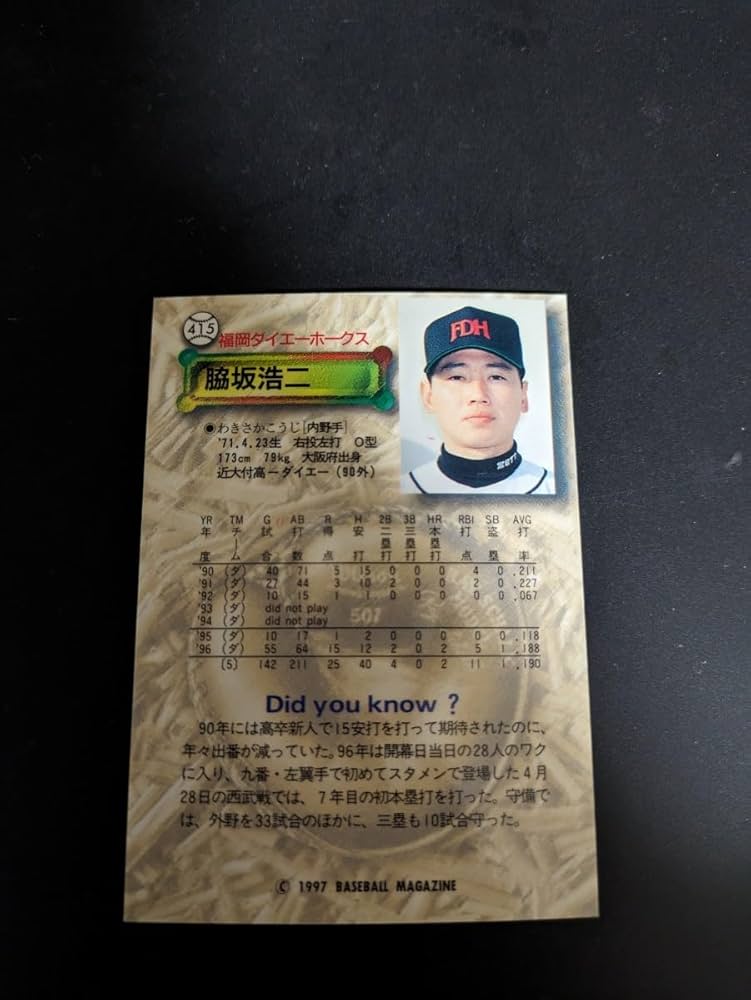 415
福岡ダイエーホークス
脇坂浩二
FDH
●わきさかこうじ[内野手]
'71.4.23生 右投左打 O型
173cm 79kg 大阪府出身
近大付高ーダイエー(90外)
ZETT
YR TM G AB R H 2B 3B HR RBI SB AVG
年度 チーム 試合 打数 得点 安打 二塁打 三塁打 本塁打 打点 盗塁 打率
'90 (ダ) 40 71 5 15 0 0 0 4 0 .211
'91 (ダ) 27 44 3 10 2 0 0 2 0 .227
'92 (ダ) 10 15 1 1 0 0 0 0 0 .067
'93 (ダ) did not play
'94 (ダ) did not play
'95 (ダ) 10 17 1 2 0 0 0 0 0 .118
'96 (ダ) 55 64 15 12 2 0 2 5 1 .188
(5) 142 211 25 40 4 0 2 11 1 .190
Did you know ?
90年には高卒新人で15安打を打って期待されたのに、
年々出番が減っていた。96年は開幕日当日の28人のワク
に入り、九番・左翼手で初めてスタメンで登場した4月
28日の西武戦では、7年目の初本塁打を打った。守備で
は、外野を33試合のほかに、三塁も10試合守った。
© 1997 BASEBALL MAGAZINE